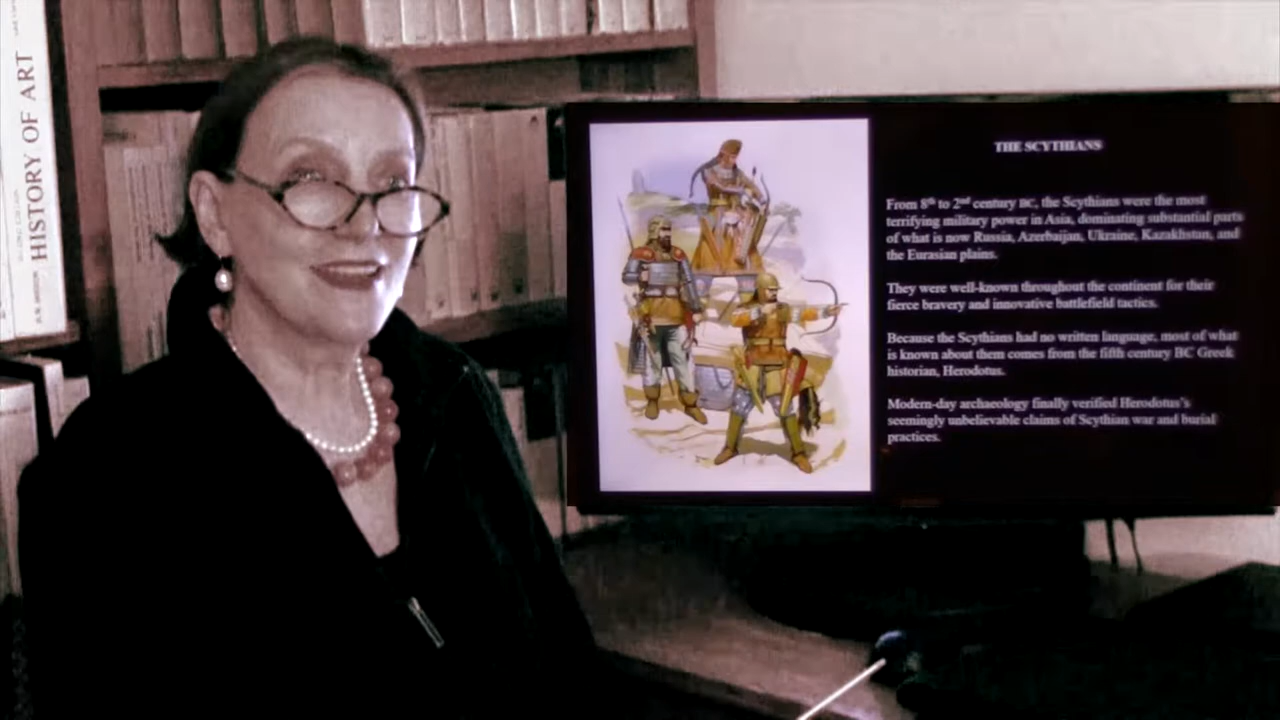 HISTORY OF ART
THE SCYTHIANS
From 8th to 2nd century BC, the Scythians were the most
terrifying military power in Asia, dominating substantial parts
of what is now Russia, Azerbaijan, Ukraine, Kazakhstan, and
the Eurasian plains.
They were well-known throughout the continent for their
fierce bravery and innovative battlefield tactics.
Because the Scythians had no written language, most of what
is known about them comes from the fifth century BC Greek
historian, Herodotus.
Modern-day archaeology finally verified Herodotus's
seemingly unbelievable claims of Scythian war and burial
practices.